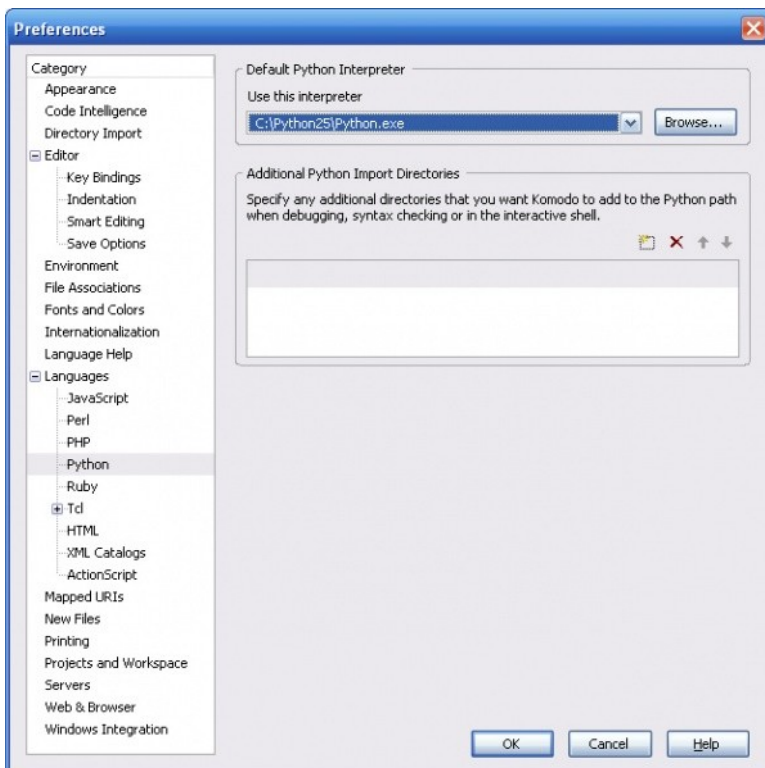 Preferences
Category
Appearance
Code Intelligence
Directory Import
Editor
Key Bindings
Indentation
Smart Editing
Save Options
Environment
File Associations
Fonts and Colors
Internationalization
Language Help
Languages
JavaScript
Perl
PHP
Python
Ruby
Tcl
HTML
XML Catalogs
ActionScript
Mapped URIs
New Files
Printing
Projects and Workspace
Servers
Web & Browser
Windows Integration
Default Python Interpreter
Use this interpreter
C:\Python25\Python.exe
Browse...
Additional Python Import Directories
Specify any additional directories that you want Komodo to add to the Python path
when debugging, syntax checking or in the interactive shell.
OK
Cancel
Help